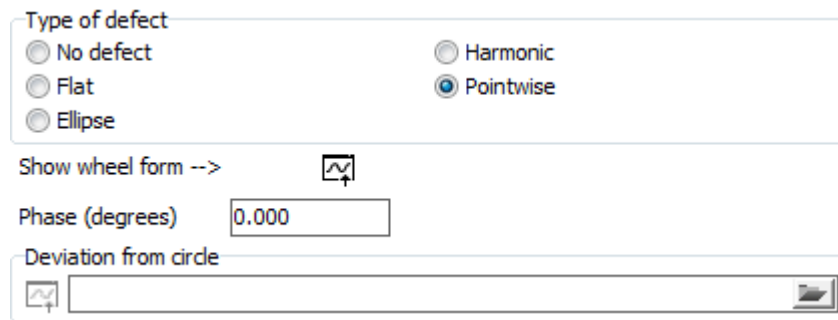 Type of defect
No defect
Harmonic
Flat
Pointwise
Ellipse
Show wheel form -->
Phase (degrees) 0.000
Deviation from circle